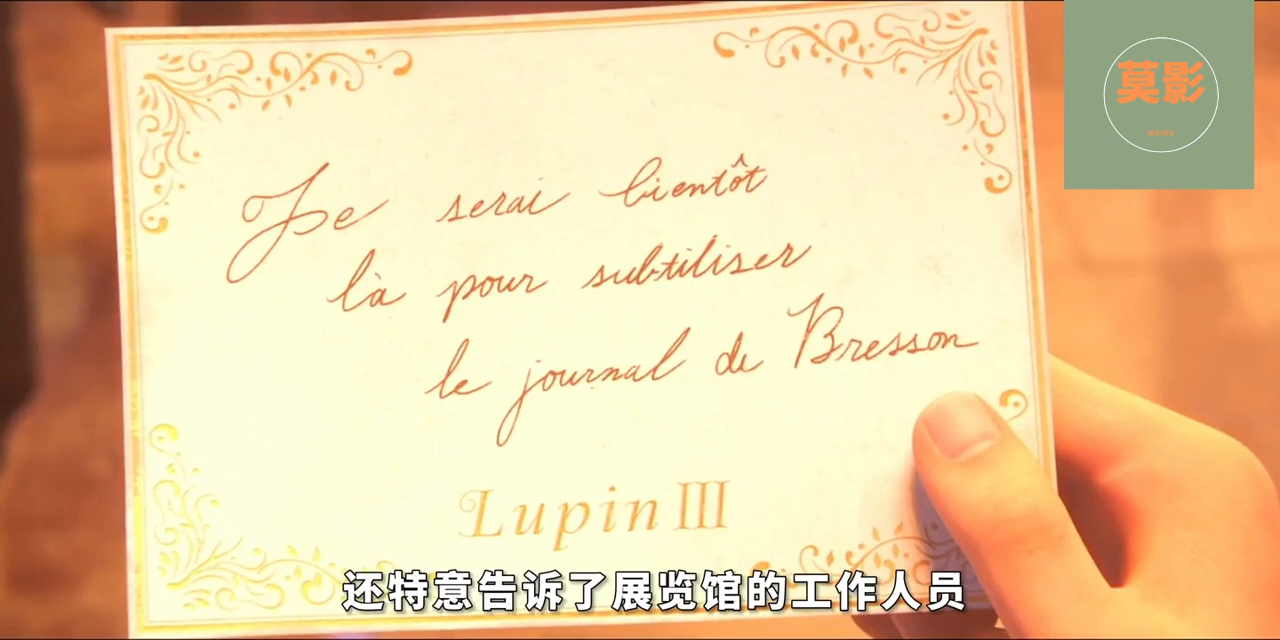 莫影
Je serai bientôt
là pour subtiliser
le journal de Bresson
Lupin III
还特意告诉了展览馆的工作人员